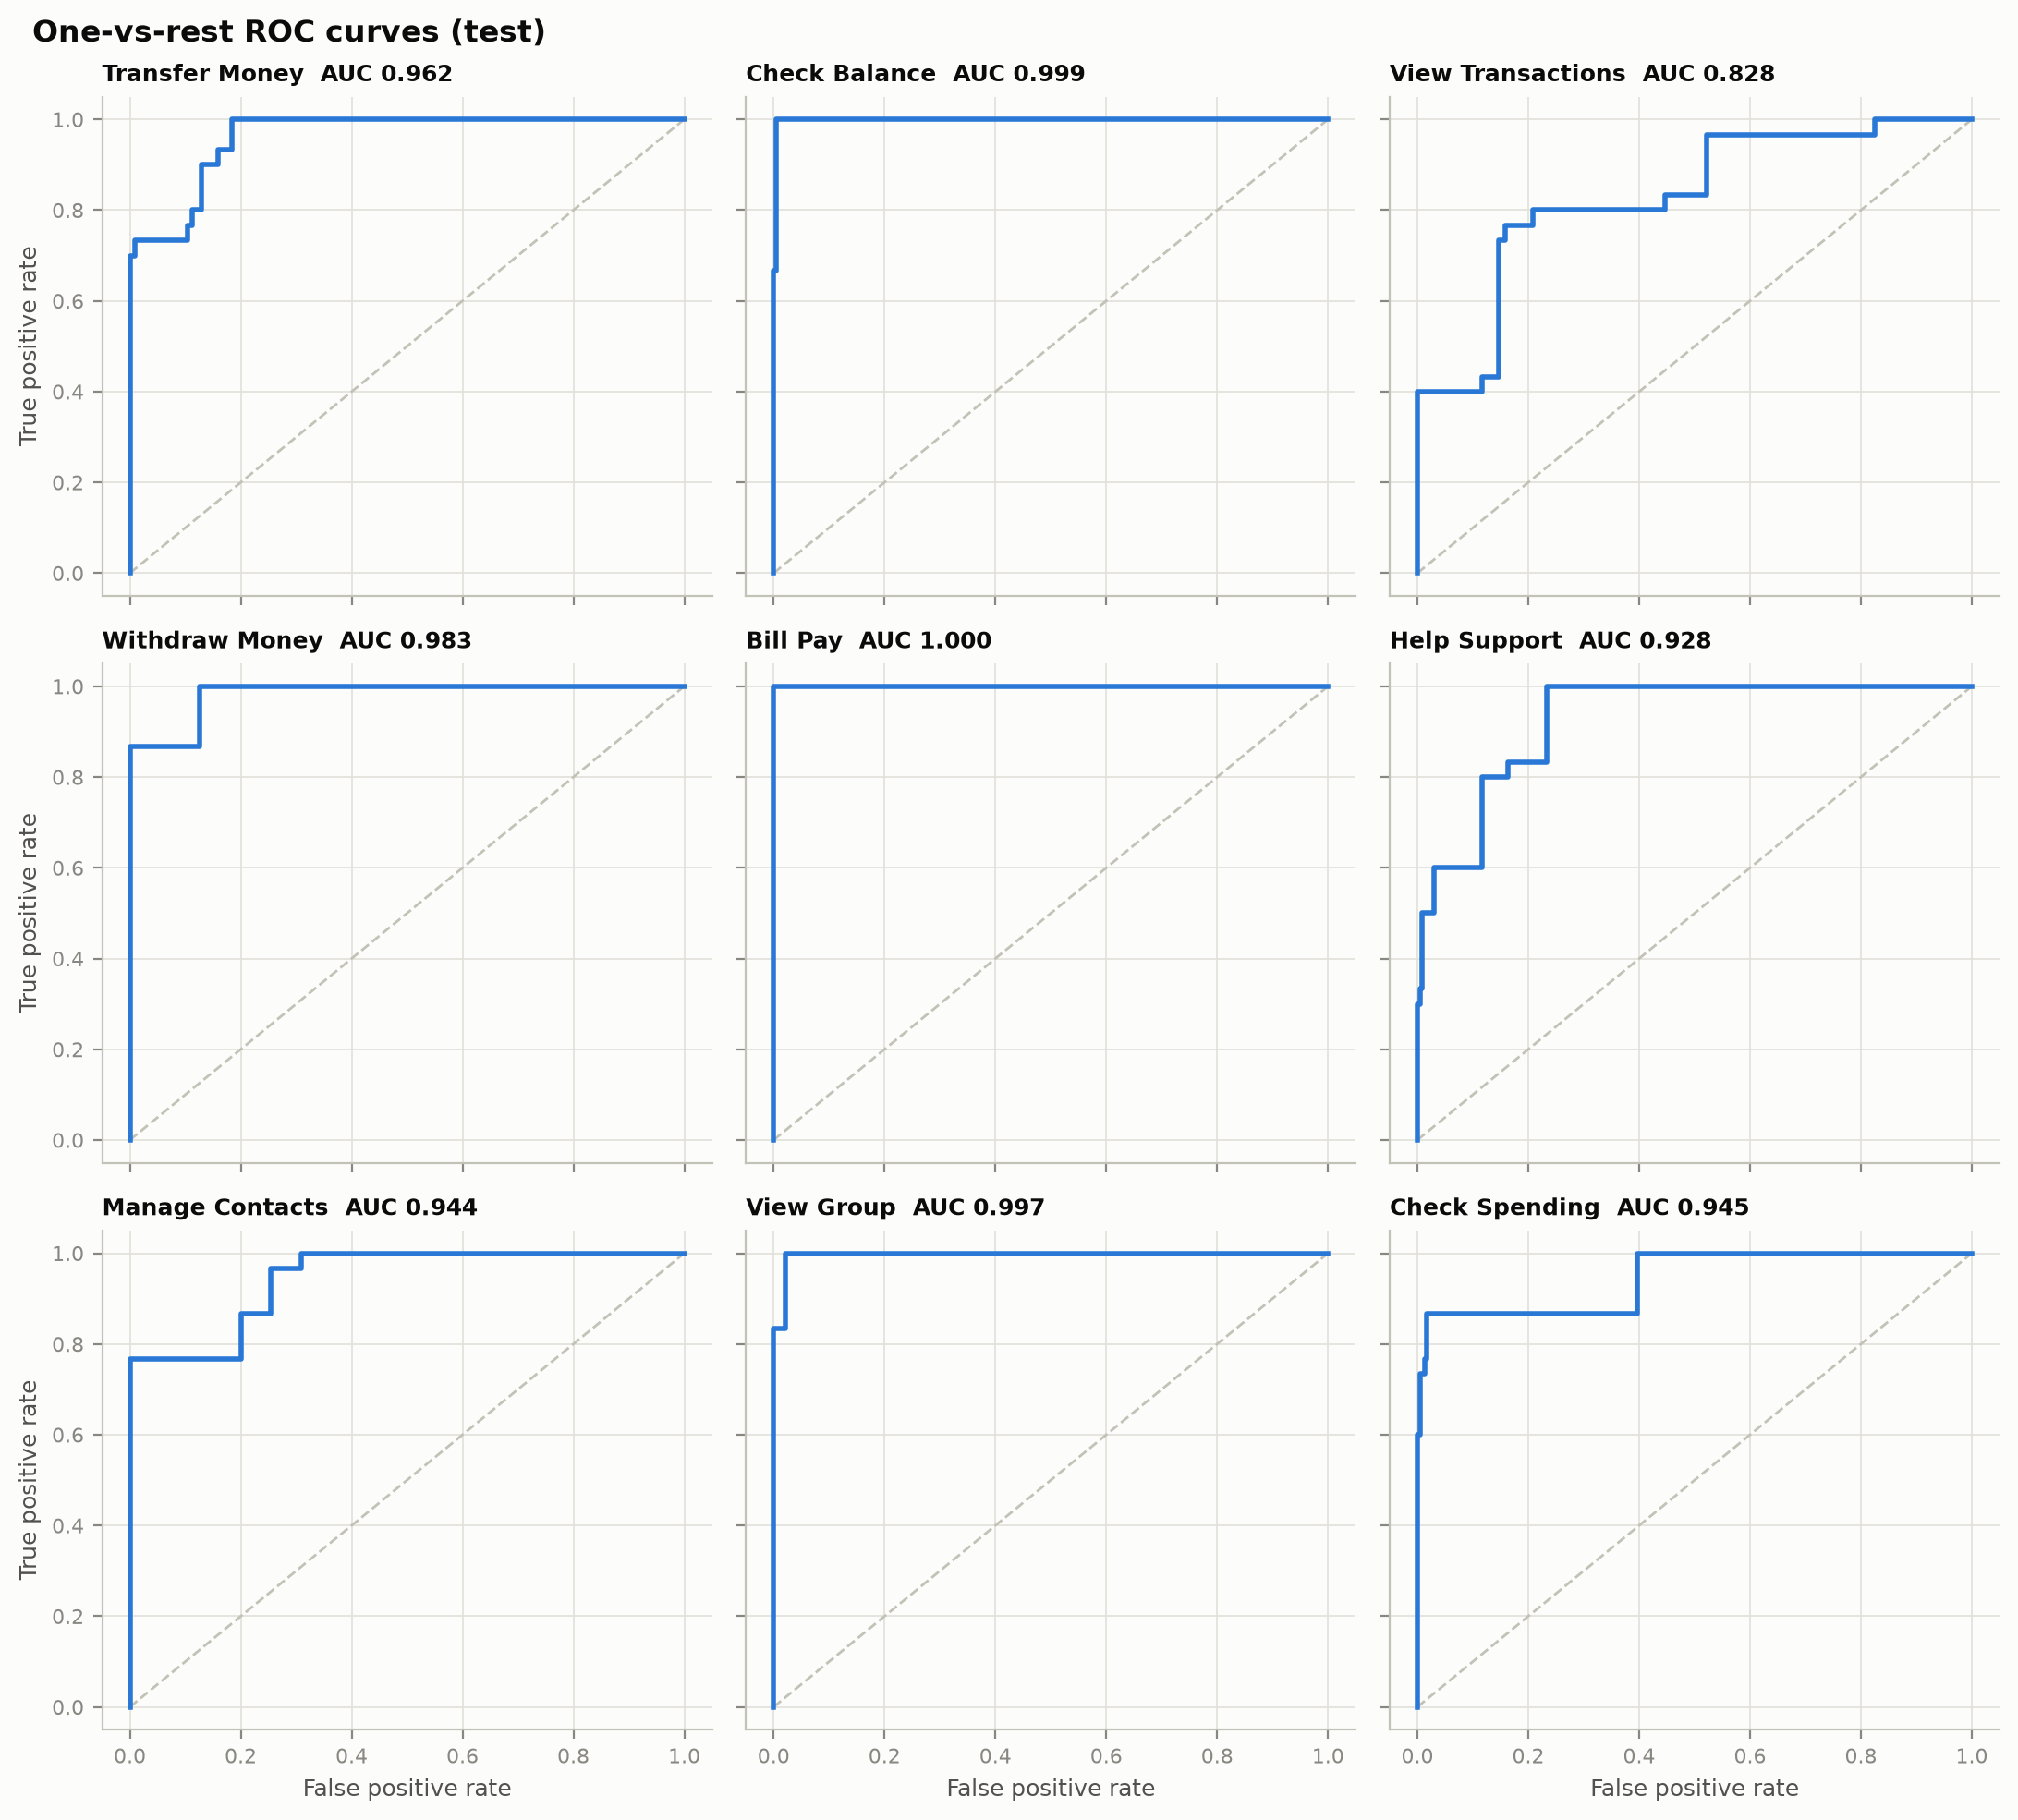 One-vs-rest ROC curves (test)
Transfer Money AUC 0.962
Check Balance AUC 0.999
View Transactions AUC 0.828
True positive rate
1.0
0.8
0.6
0.4
0.2
0.0
Withdraw Money AUC 0.983
Bill Pay AUC 1.000
Help Support AUC 0.928
True positive rate
1.0
0.8
0.6
0.4
0.2
0.0
Manage Contacts AUC 0.944
View Group AUC 0.997
Check Spending AUC 0.945
True positive rate
1.0
0.8
0.6
0.4
0.2
0.0
0.0 0.2 0.4 0.6 0.8 1.0
0.0 0.2 0.4 0.6 0.8 1.0
0.0 0.2 0.4 0.6 0.8 1.0
False positive rate
False positive rate
False positive rate